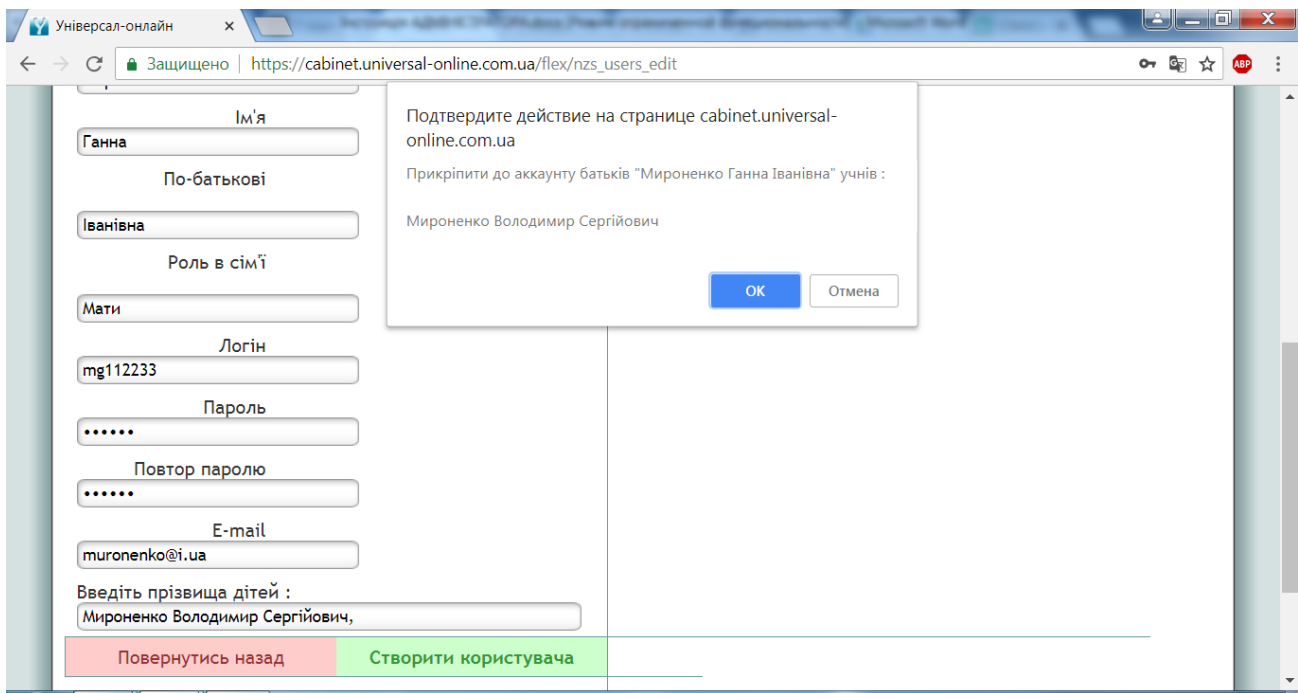 Універсал-онлайн
Защищено
https://cabinet.universal-online.com.ua/flex/nzs_users_edit
ABP
Ім'я
Ганна
По-батькові
Іванівна
Роль в сім'ї
Мати
Логін
mg112233
Пароль
••••••
Повтор паролю
••••••
E-mail
muronenko@i.ua
Введіть прізвища дітей :
Мироненко Володимир Сергійович,
Повернутись назад
Створити користувача
Подтвердите действие на странице cabinet.universal-
online.com.ua
Прикріпити до аккаунту батьків "Мироненко Ганна Іванівна" учнів :
Мироненко Володимир Сергійович
ОК
Отмена